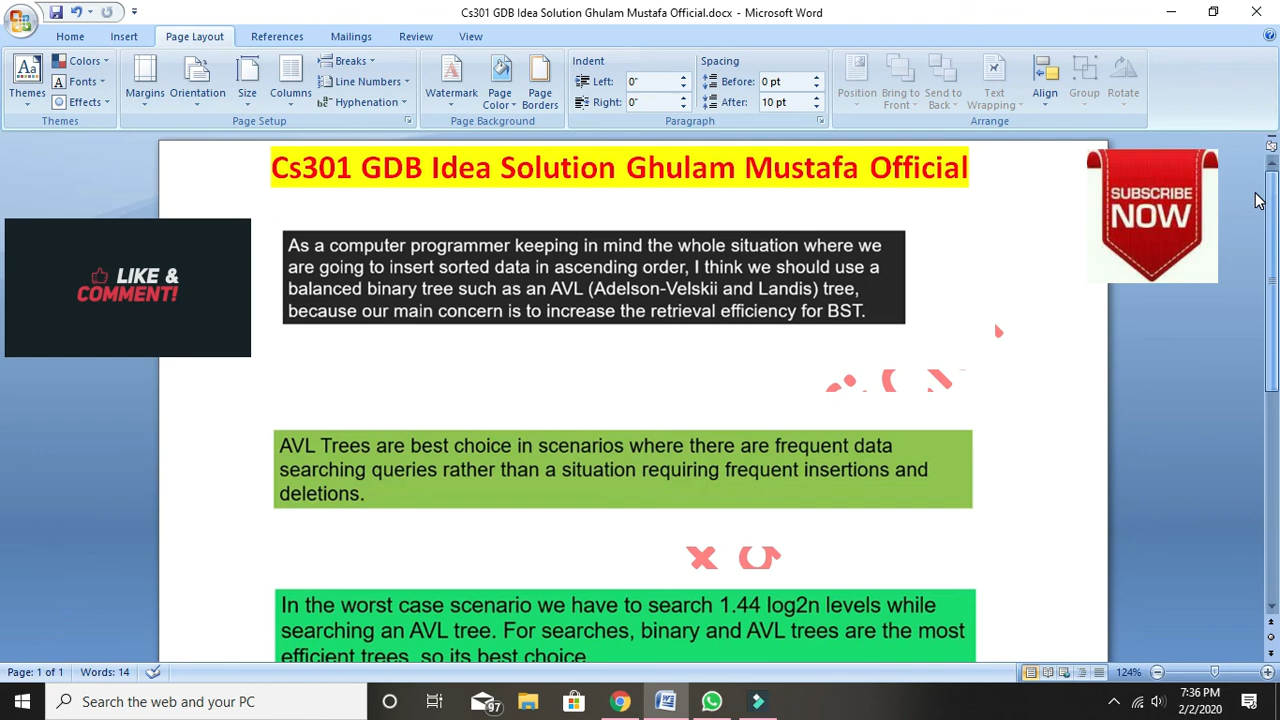 Cs301 GDB Idea Solution Ghulam Mustafa Official.docx - Microsoft Word
Home Insert Page Layout References Mailings Review View
Themes
Colors
Fonts
Effects
Themes
Margins Orientation Size Columns
Breaks
Line Numbers
Hyphenation
Page Setup
Watermark Page Color Page Borders
Page Background
Indent
Left: 0"
Right: 0"
Spacing
Before: 0 pt
After: 10 pt
Paragraph
Position Bring to Front Send to Back Text Wrapping Align Group Rotate
Arrange
Cs301 GDB Idea Solution Ghulam Mustafa Official
SUBSCRIBE
NOW
LIKE &
COMMENT!
As a computer programmer keeping in mind the whole situation where we
are going to insert sorted data in ascending order, I think we should use a
balanced binary tree such as an AVL (Adelson-Velskii and Landis) tree,
because our main concern is to increase the retrieval efficiency for BST.
AVL Trees are best choice in scenarios where there are frequent data
searching queries rather than a situation requiring frequent insertions and
deletions.
In the worst case scenario we have to search 1.44 log2n levels while
searching an AVL tree. For searches, binary and AVL trees are the most
efficient trees, so its best choice
Page: 1 of 1 Words: 14 124%
Search the web and your PC
97
7:36 PM
2/2/2020